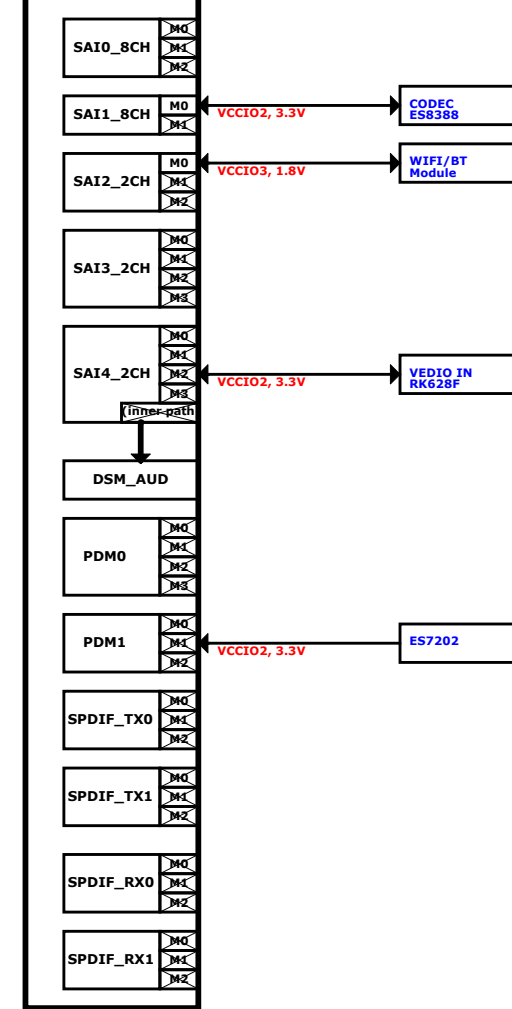 SAI0_8CH
M0
M1
M2
SAI1_8CH
M0
M1
VCCIO2, 3.3V
CODEC
ES8388
SAI2_2CH
M0
M1
M2
VCCIO3, 1.8V
WIFI/BT
Module
SAI3_2CH
M0
M1
M2
M3
SAI4_2CH
M0
M1
M2
M3
(inner path
VCCIO2, 3.3V
VEDIO IN
RK628F
DSM_AUD
PDM0
M0
M1
M2
M3
PDM1
M0
M1
M2
VCCIO2, 3.3V
ES7202
SPDIF_TX0
M0
M1
M2
SPDIF_TX1
M0
M1
M2
SPDIF_RX0
M0
M1
M2
SPDIF_RX1
M0
M1
M2